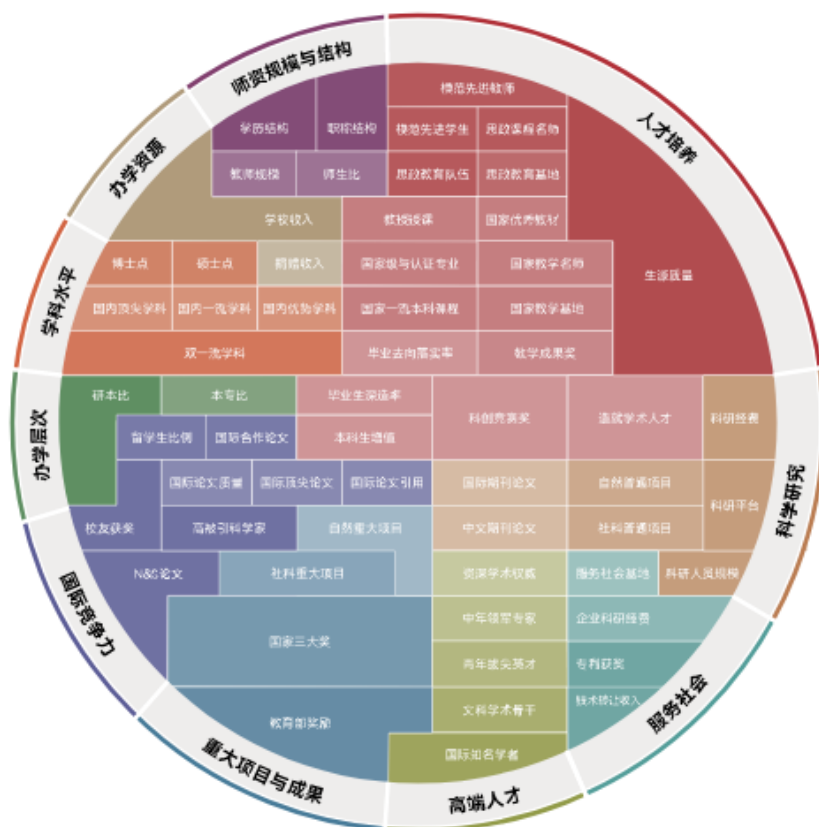 师资规模与结构
人才培养
办学资源
学科水平
办学层次
国际竞争力
重大项目与成果
高端人才
服务社会
科学研究
模范先进教师
学历结构
职称结构
模范先进学生
思政课程名师
教师规模
师生比
思政教育队伍
思政教育基地
学校收入
教授授课
国家优秀教材
生源质量
博士点
硕士点
捐赠收入
国家级与认证专业
国家教学名师
国内顶尖学科
国内一流学科
国内优势学科
国家一流本科课程
国家教学基地
双一流学科
毕业去向落实率
教学成果奖
研本比
本专比
毕业生深造率
科创竞赛奖
造就学术人才
科研经费
留学生比例
国际合作论文
本科生增值
国际论文质量
国际顶尖论文
国际论文引用
国际期刊论文
自然普通项目
科研平台
校友获奖
高被引科学家
自然重大项目
中文期刊论文
社科普通项目
N&S论文
社科重大项目
资深学术权威
服务社会基地
科研人员规模
国家三大奖
中年领军专家
企业科研经费
青年拔尖英才
专利获奖
教育部奖励
文科学术骨干
技术转让收入
国际知名学者